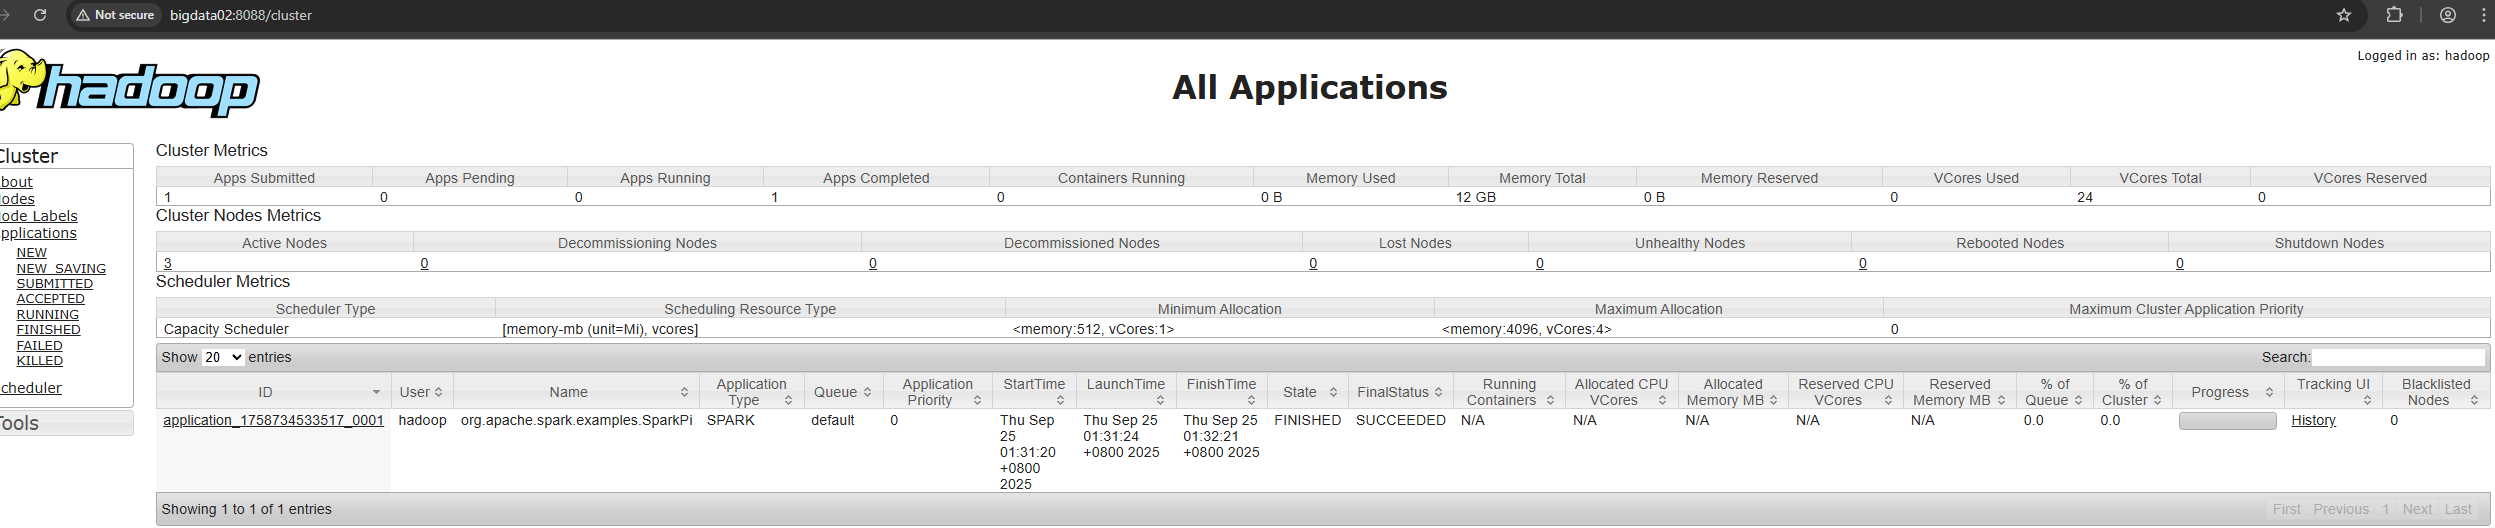 Not secure bigdata02:8088/cluster
Logged in as: hadoop
hadoop
All Applications
Cluster
bout
odes
ode Labels
pplications
NEW
NEW_SAVING
SUBMITTED
ACCEPTED
RUNNING
FINISHED
FAILED
KILLED
cheduler
ools
Cluster Metrics
Apps Submitted Apps Pending Apps Running Apps Completed Containers Running Memory Used Memory Total Memory Reserved VCores Used VCores Total VCores Reserved
1 0 0 1 0 0 B 12 GB 0 B 0 24 0
Cluster Nodes Metrics
Active Nodes Decommissioning Nodes Decommissioned Nodes Lost Nodes Unhealthy Nodes Rebooted Nodes Shutdown Nodes
3 0 0 0 0 0 0
Scheduler Metrics
Scheduler Type Scheduling Resource Type Minimum Allocation Maximum Allocation Maximum Cluster Application Priority
Capacity Scheduler [memory-mb (unit=Mi), vcores] <memory:512, vCores:1> <memory:4096, vCores:4> 0
Show 20 entries Search:
ID User Name Application Type Queue Application Priority StartTime LaunchTime FinishTime State FinalStatus Running Containers Allocated CPU VCores Allocated Memory MB Reserved CPU VCores Reserved Memory MB % of Queue % of Cluster Progress Tracking UI Blacklisted Nodes
application_1758734533517_0001 hadoop org.apache.spark.examples.SparkPi SPARK default 0 Thu Sep 25 01:31:20 +0800 2025 Thu Sep 25 01:31:24 +0800 2025 Thu Sep 25 01:32:21 +0800 2025 FINISHED SUCCEEDED N/A N/A N/A N/A N/A 0.0 0.0 History 0
Showing 1 to 1 of 1 entries First Previous 1 Next Last